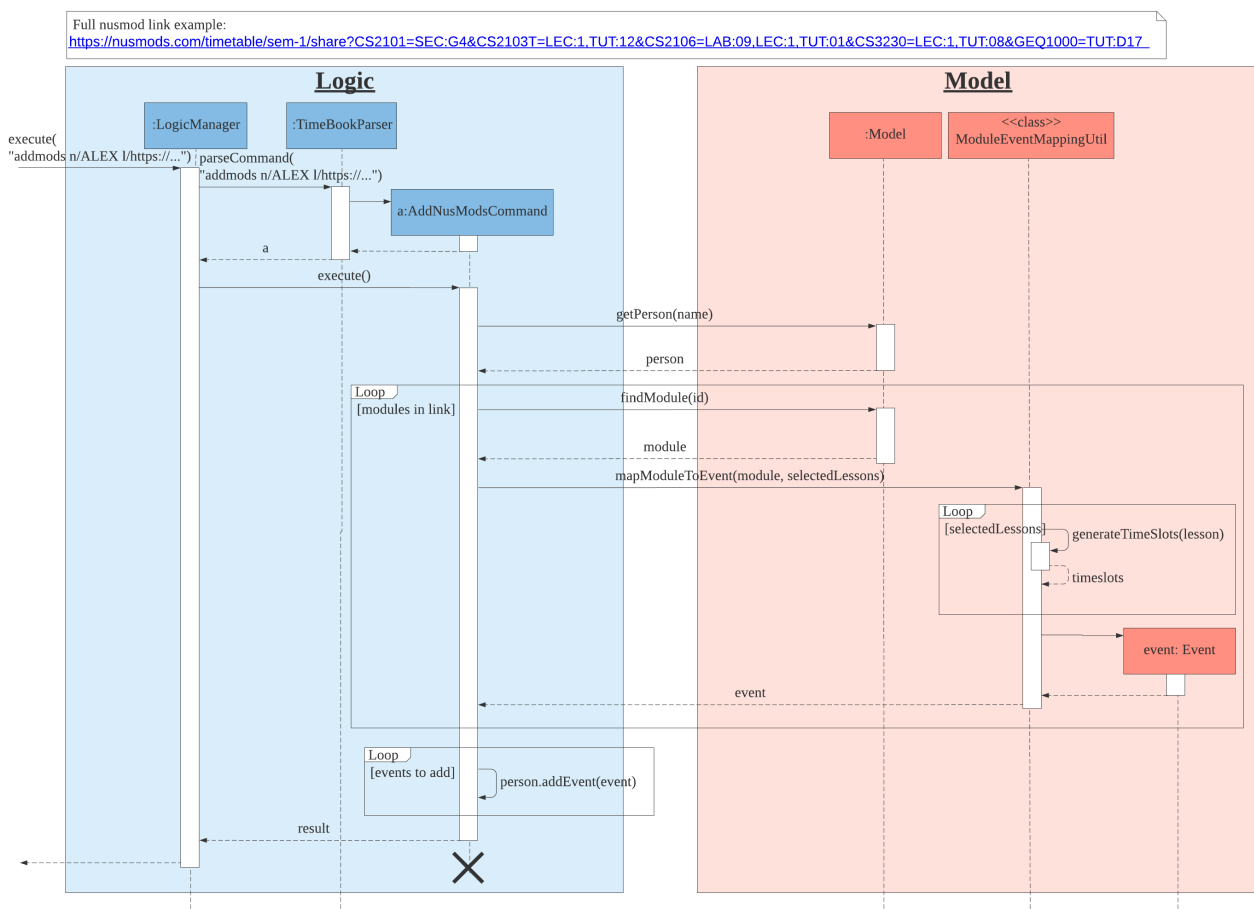 Full nusmod link example:
https://nusmods.com/timetable/sem-1/share?CS2101=SEC:G4&CS2103T=LEC:1,TUT:12&CS2106=LAB:09,LEC:1,TUT:01&CS3230=LEC:1,TUT:08&GEQ1000=TUT:D17
Logic
Model
:LogicManager
:TimeBookParser
:Model
<<class>>
ModuleEventMappingUtil
execute(
"addmods n/ALEX l/https://...")
parseCommand(
"addmods n/ALEX l/https://...")
a:AddNusModsCommand
a
execute()
getPerson(name)
person
Loop
[modules in link]
findModule(id)
module
mapModuleToEvent(module, selectedLessons)
Loop
[selectedLessons]
generateTimeSlots(lesson)
timeslots
event: Event
event
Loop
[events to add]
person.addEvent(event)
result